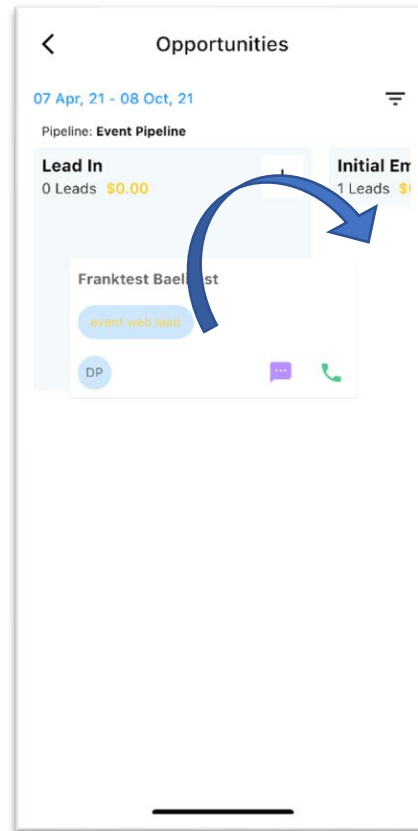 Opportunities
07 Apr, 21 - 08 Oct, 21
Pipeline: Event Pipeline
Lead In
0 Leads $0.00
Initial
1 Leads
Franktest
event web lead
DP